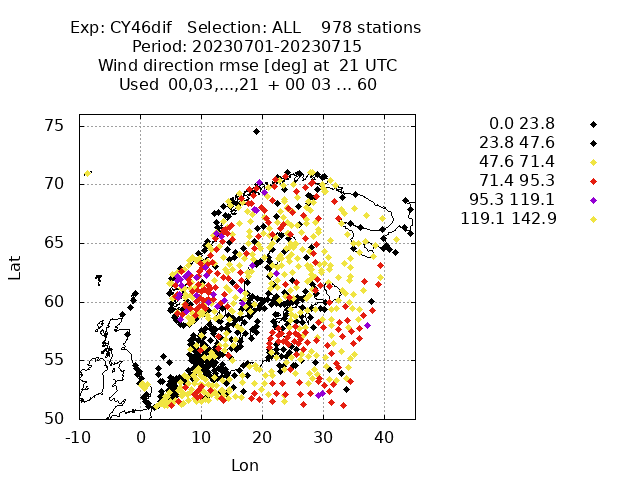 Exp: CY46dif   Selection: ALL    978 stations
Period: 20230701-20230715
Wind direction rmse [deg] at  21 UTC
Used  00,03,...,21  + 00 03 ... 60
0.0 23.8
23.8 47.6
47.6 71.4
71.4 95.3
95.3 119.1
119.1 142.9
75
70
65
60
55
50
Lat
-10 0 10 20 30 40
Lon